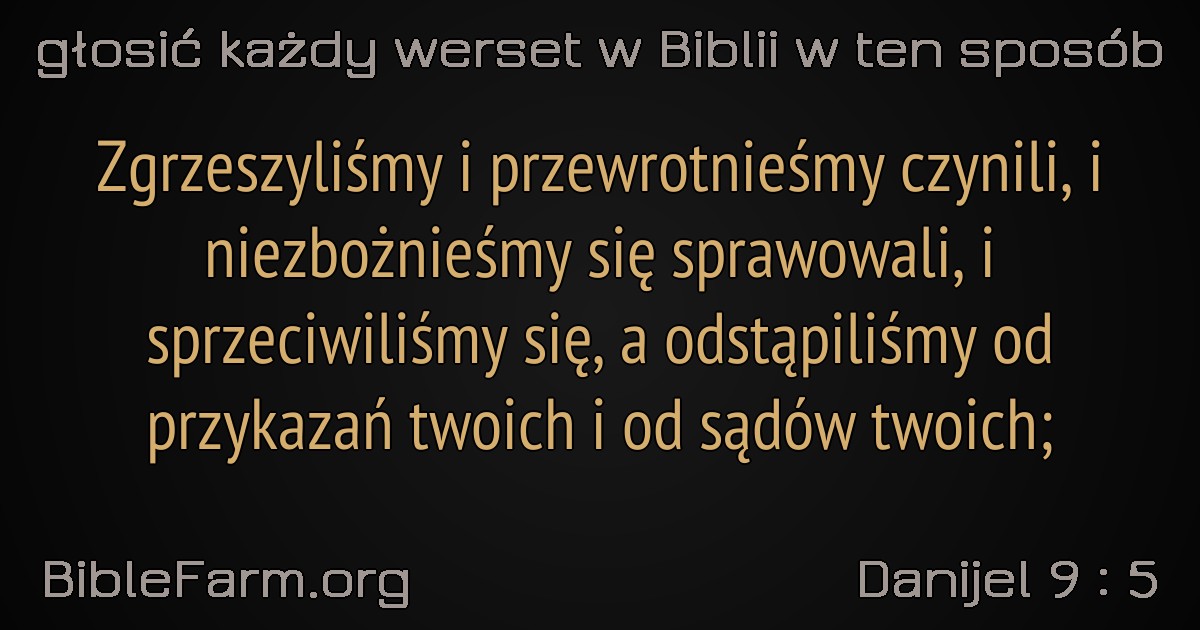 głosić każdy werset w Biblii w ten sposób
Zgrzeszyliśmy i przewrotnieśmy czynili, i
niezbożnieśmy się sprawowali, i
sprzeciwiliśmy się, a odstąpiliśmy od
przykazań twoich i od sądów twoich;
BibleFarm.org
Danijel 9 : 5